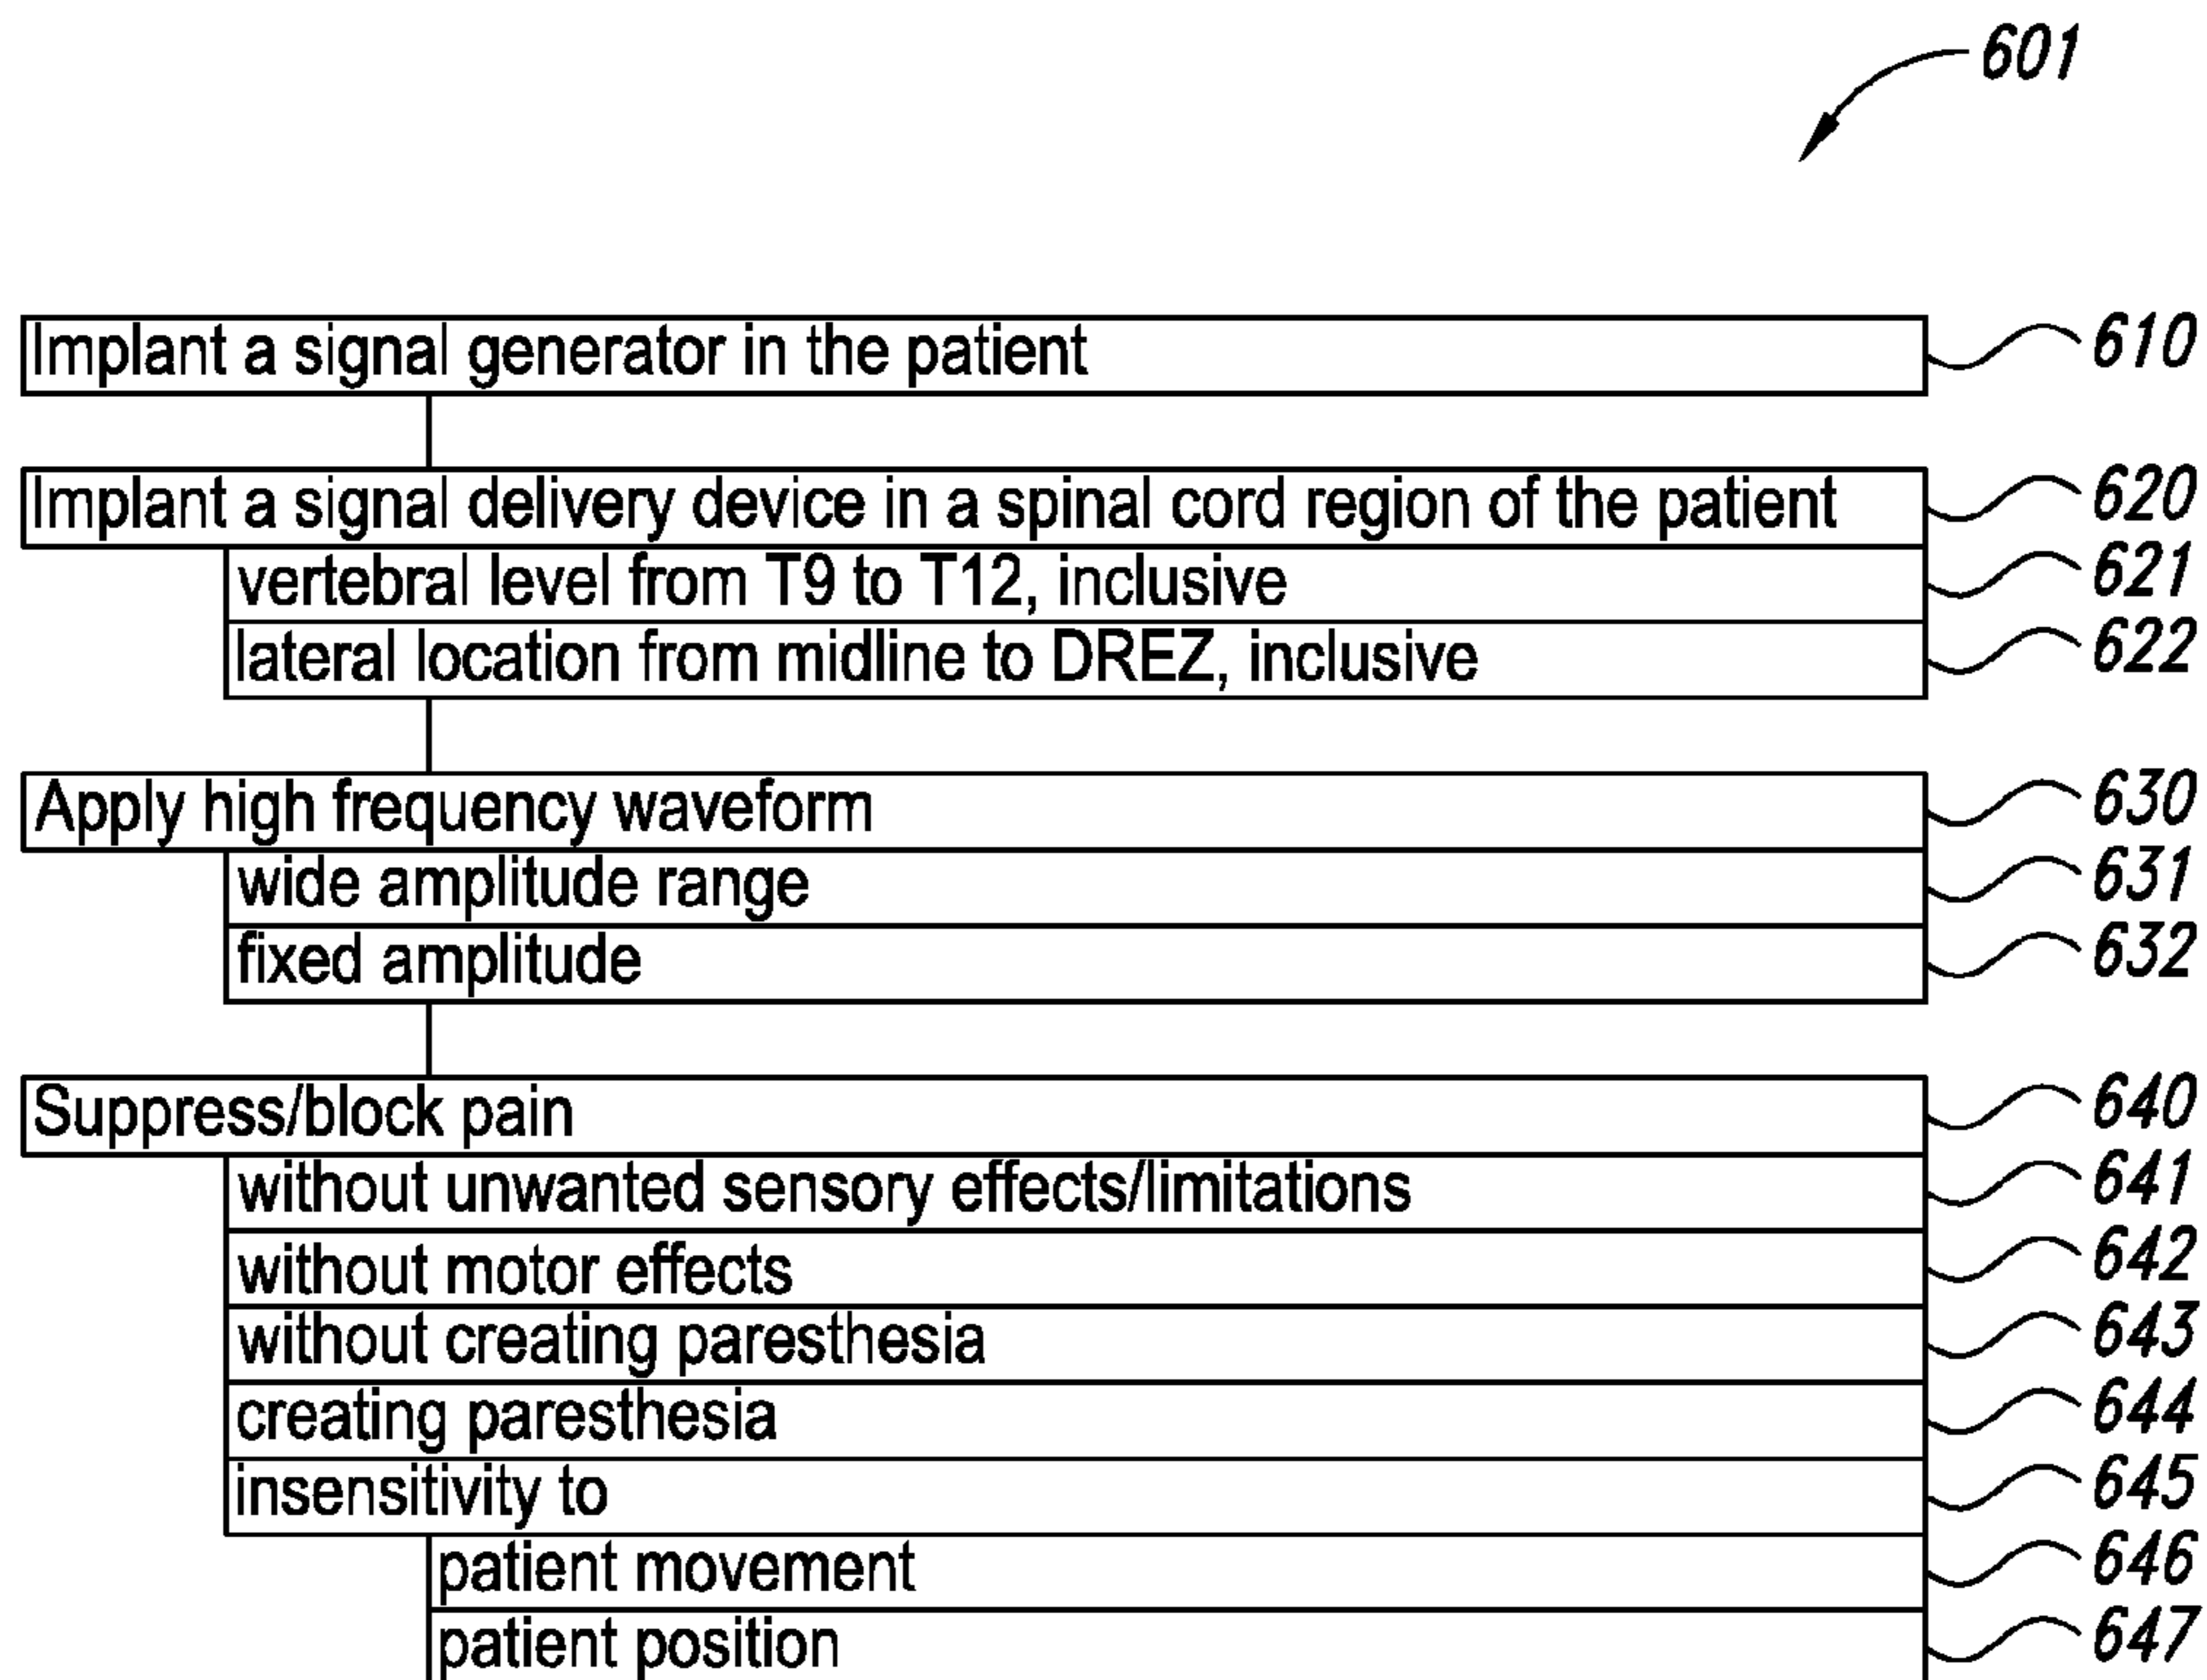 601
Implant a signal generator in the patient 610
Implant a signal delivery device in a spinal cord region of the patient 620
vertebral level from T9 to T12, inclusive 621
lateral location from midline to DREZ, inclusive 622
Apply high frequency waveform 630
wide amplitude range 631
fixed amplitude 632
Suppress/block pain 640
without unwanted sensory effects/limitations 641
without motor effects 642
without creating paresthesia 643
creating paresthesia 644
insensitivity to 645
patient movement 646
patient position 647